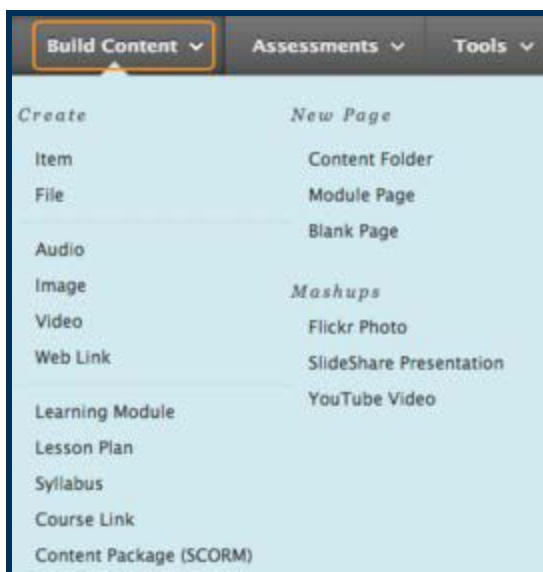 Build Content Assessments Tools
Create
Item
File
Audio
Image
Video
Web Link
Learning Module
Lesson Plan
Syllabus
Course Link
Content Package (SCORM)
New Page
Content Folder
Module Page
Blank Page
Mashups
Flickr Photo
SlideShare Presentation
YouTube Video